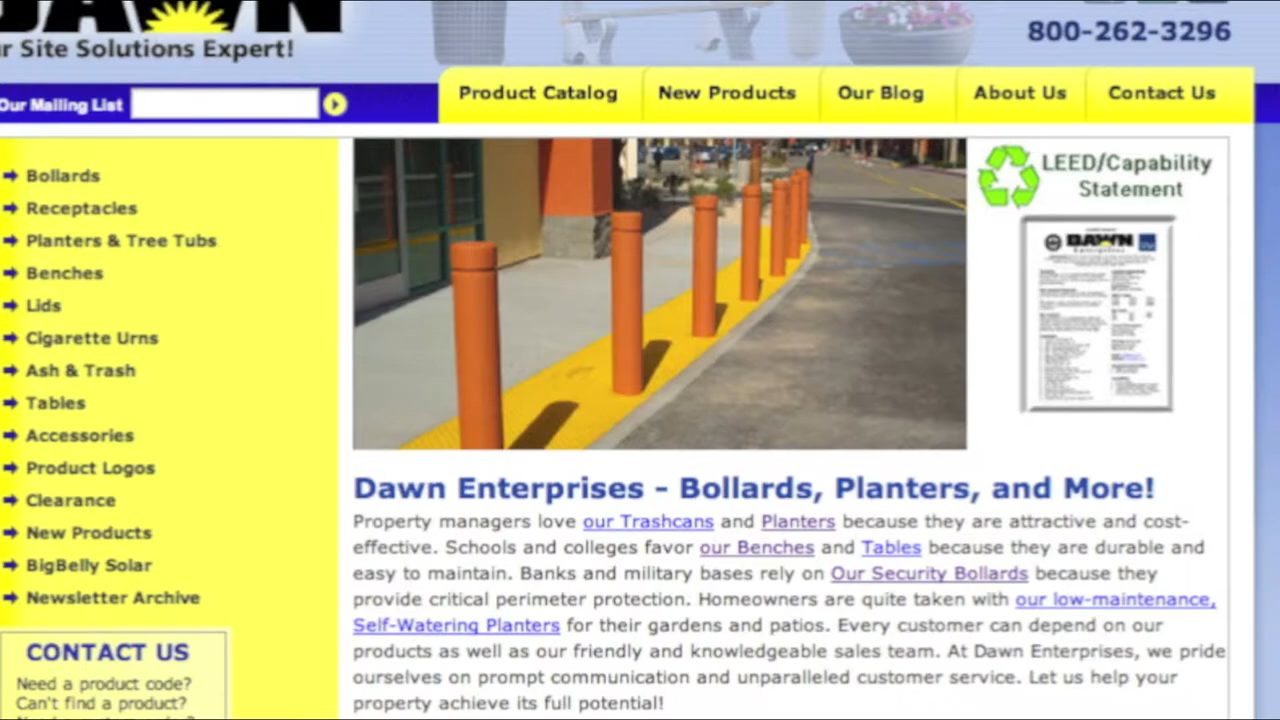 DAWN
r Site Solutions Expert!
800-262-3296
Our Mailing List
Product Catalog
New Products
Our Blog
About Us
Contact Us
Bollards
Receptacles
Planters & Tree Tubs
Benches
Lids
Cigarette Urns
Ash & Trash
Tables
Accessories
Product Logos
Clearance
New Products
BigBelly Solar
Newsletter Archive
CONTACT US
Need a product code?
Can't find a product?
LEED/Capability
Statement
DAWN
Dawn Enterprises - Bollards, Planters, and More!
Property managers love our Trashcans and Planters because they are attractive and cost-
effective. Schools and colleges favor our Benches and Tables because they are durable and
easy to maintain. Banks and military bases rely on Our Security Bollards because they
provide critical perimeter protection. Homeowners are quite taken with our low-maintenance,
Self-Watering Planters for their gardens and patios. Every customer can depend on our
products as well as our friendly and knowledgeable sales team. At Dawn Enterprises, we pride
ourselves on prompt communication and unparalleled customer service. Let us help your
property achieve its full potential!